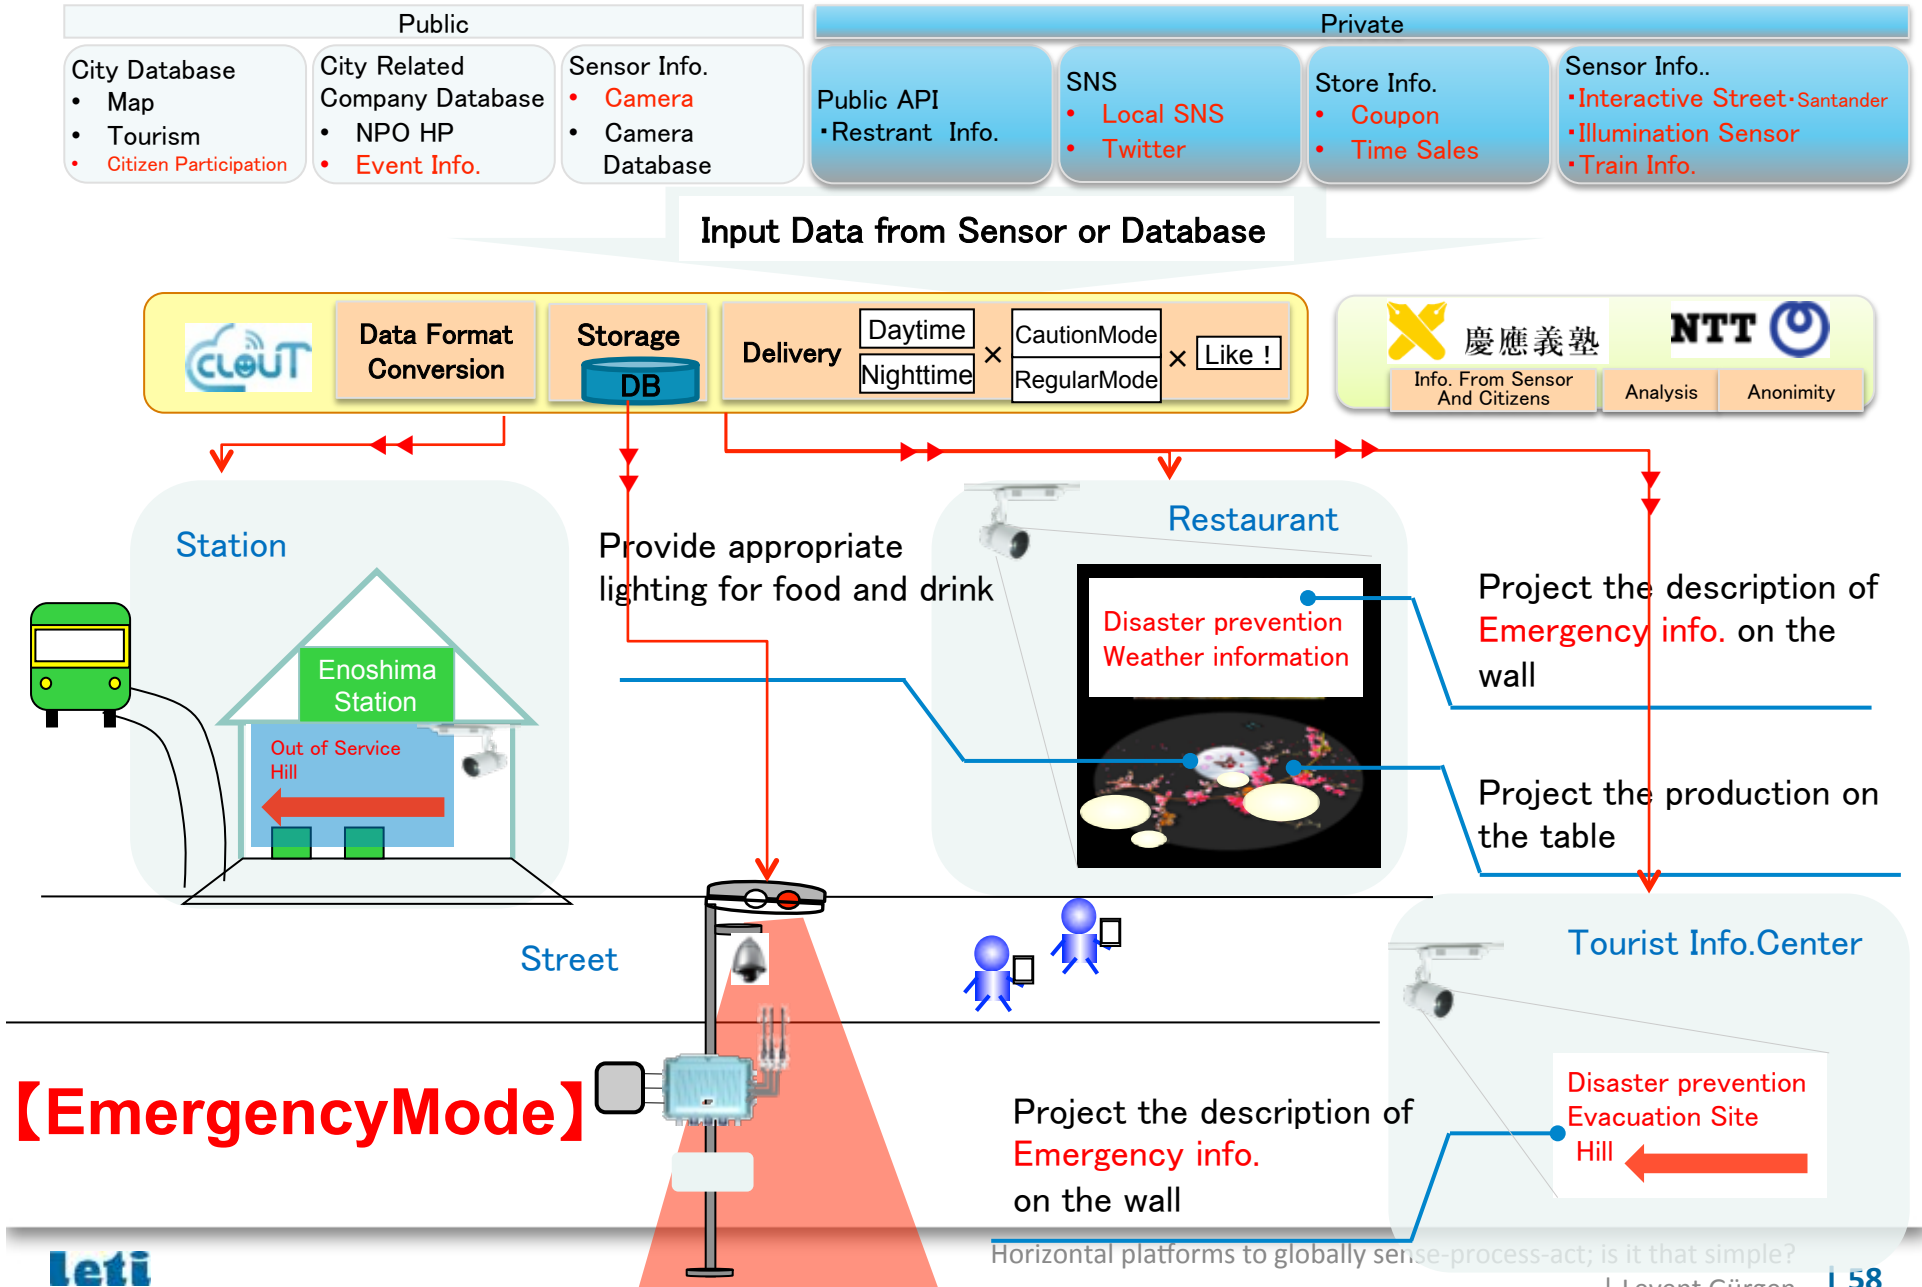 Public
Private
City Database
• Map
• Tourism
• Citizen Participation
City Related
Company Database
• NPO HP
• Event Info.
Sensor Info.
• Camera
• Camera
Database
Public API
・Restrant Info.
SNS
• Local SNS
• Twitter
Store Info.
• Coupon
• Time Sales
Sensor Info..
・Interactive Street・Santander
・Illumination Sensor
・Train Info.
Input Data from Sensor or Database
CLOUT
Data Format
Conversion
Storage
DB
Delivery
Daytime
Nighttime
×
CautionMode
RegularMode
×
Like !
慶應義塾
NTT
Info. From Sensor
And Citizens
Analysis
Anonimity
Station
Provide appropriate
lighting for food and drink
Restaurant
Disaster prevention
Weather information
Project the description of
Emergency info. on the
wall
Enoshima
Station
Out of Service
Hill
Project the production on
the table
Street
Tourist Info.Center
【EmergencyMode】
Project the description of
Emergency info.
on the wall
Disaster prevention
Evacuation Site
Hill
leti
Horizontal platforms to globally sense-process-act; is it that simple?
| Levent Gürgen
| 58